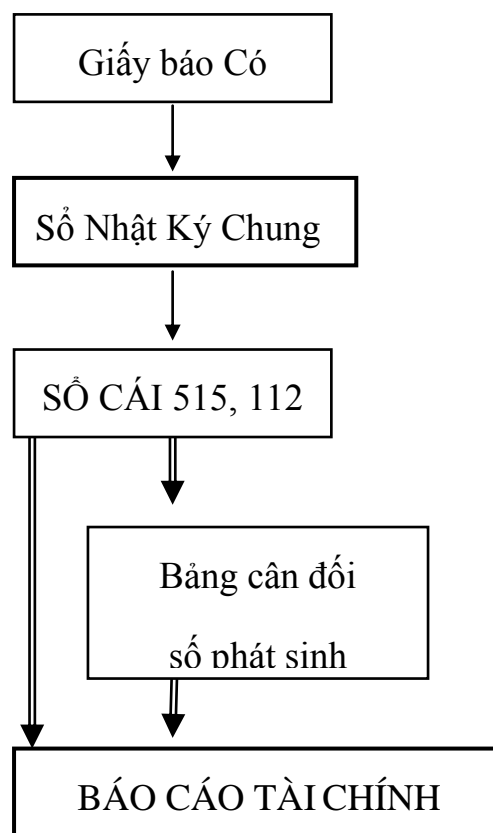 Giấy báo Có
Sổ Nhật Ký Chung
SỔ CÁI 515, 112
Bảng cân đối
số phát sinh
BÁO CÁO TÀI CHÍNH